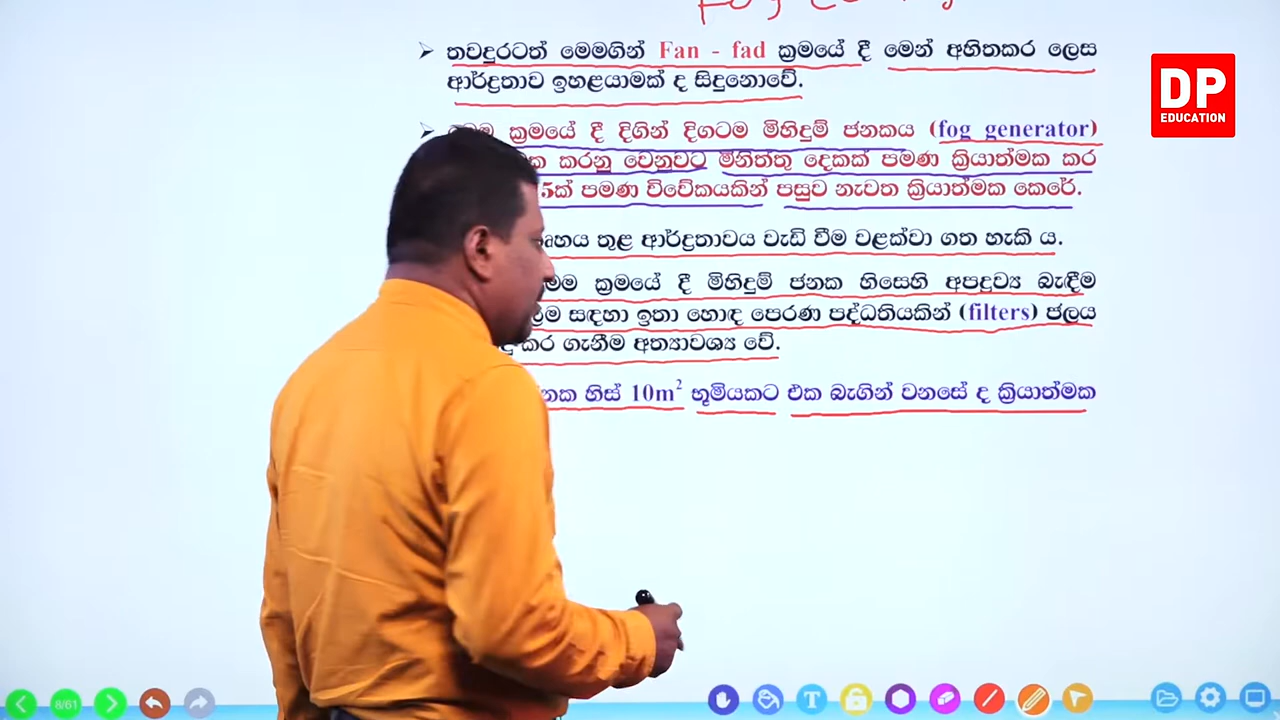 තවදුරටත් මෙමගින් Fan - fad ක්‍රමයේ දී මෙන් අහිතකර ලෙස
ආර්ද්‍රතාව ඉහළයාමක් ද සිදුනොවේ.
ක්‍රමයේ දී දිගින් දිගටම මිහිදුම් ජනකය (fog generator)
කරනු වෙනුවට මිනිත්තු දෙකක් පමණ ක්‍රියාත්මක කර
5ක් පමණ විවේකයකින් පසුව නැවත ක්‍රියාත්මක කෙරේ.
තුළ ආර්ද්‍රතාවය වැඩි වීම වළක්වා ගත හැකි ය.
ක්‍රමයේ දී මිහිදුම් ජනක හිසෙහි අපද්‍රව්‍ය බැඳීම
සඳහා ඉතා හොඳ පෙරණ පද්ධතියකින් (filters) ජලය
කර ගැනීම අත්‍යාවශ්‍ය වේ.
හිස් 10m² භූමියකට එක බැගින් වනසේ ද ක්‍රියාත්මක
DP
EDUCATION
8/61